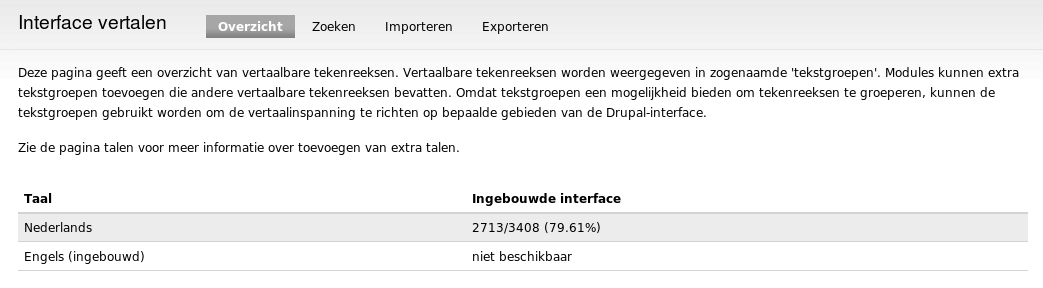 Interface vertalen
Overzicht Zoeken Importeren Exporteren
Deze pagina geeft een overzicht van vertaalbare tekenreeksen. Vertaalbare tekenreeksen worden weergegeven in zogenaamde 'tekstgroepen'. Modules kunnen extra
tekstgroepen toevoegen die andere vertaalbare tekenreeksen bevatten. Omdat tekstgroepen een mogelijkheid bieden om tekenreeksen te groeperen, kunnen de
tekstgroepen gebruikt worden om de vertaalinspanning te richten op bepaalde gebieden van de Drupal-interface.
Zie de pagina talen voor meer informatie over toevoegen van extra talen.
Taal Ingebouwde interface
Nederlands 2713/3408 (79.61%)
Engels (ingebouwd) niet beschikbaar